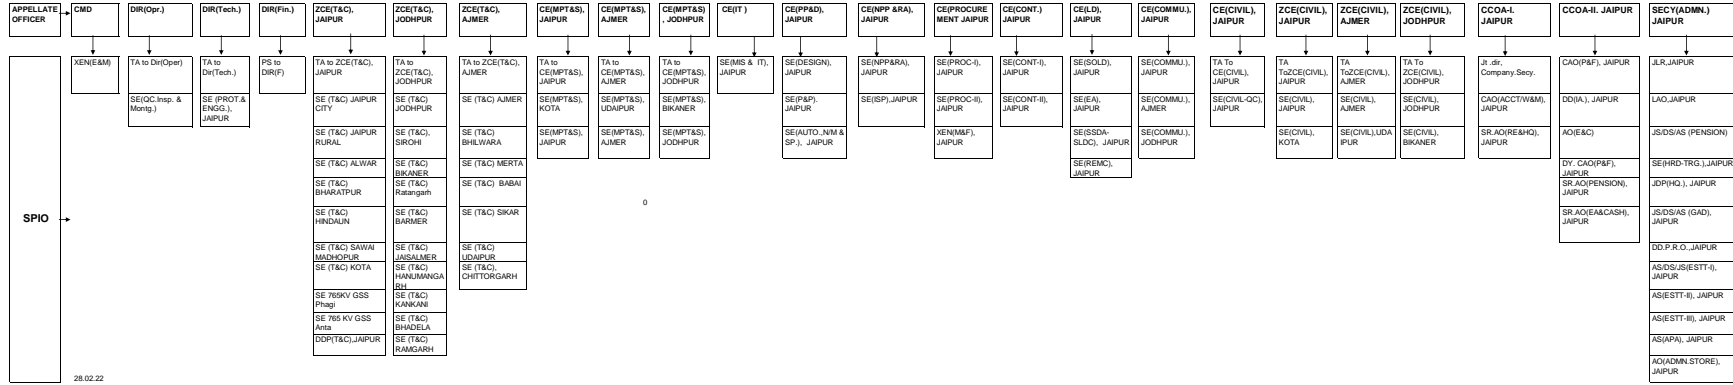 APPELLATE
OFFICER
CMD
DIR(Opr.)
DIR(Tech.)
DIR(Fin.)
ZCE(T&C),
JAIPUR
ZCE(T&C),
JODHPUR
ZCE(T&C),
AJMER
CE(MPT&S),
JAIPUR
CE(MPT&S),
AJMER
CE(MPT&S)
, JODHPUR
CE(IT )
CE(PP&D),
JAIPUR
CE(NPP &RA),
JAIPUR
CE(PROCURE
MENT JAIPUR
CE(CONT.)
JAIPUR
CE(LD),
JAIPUR
CE(COMMU.),
JAIPUR
CE(CIVIL),
JAIPUR
ZCE(CIVIL),
JAIPUR
ZCE(CIVIL),
AJMER
ZCE(CIVIL),
JODHPUR
CCOA-I.
JAIPUR
CCOA-II. JAIPUR
SECY(ADMN.)
JAIPUR
SPIO
XEN(E&M)
TA to Dir(Oper)
SE(QC.Insp. &
Montg.)
TA to
Dir(Tech.)
SE (PROT.&
ENGG.),
JAIPUR
PS to
DIR(F)
TA to ZCE(T&C),
JAIPUR
SE (T&C) JAIPUR
CITY
SE (T&C) JAIPUR
RURAL
SE (T&C) ALWAR
SE (T&C)
BHARATPUR
SE (T&C)
HINDAUN
SE (T&C) SAWAI
MADHOPUR
SE (T&C) KOTA
SE 765KV GSS
Phagi
SE 765 KV GSS
Anta
DDP(T&C),JAIPUR
TA to
ZCE(T&C),
JODHPUR
SE (T&C)
JODHPUR
SE (T&C),
SIROHI
SE (T&C)
BIKANER
SE (T&C)
Ratangarh
SE (T&C)
BARMER
SE (T&C)
JAISALMER
SE (T&C)
HANUMANGA
RH
SE (T&C)
KANKANI
SE (T&C)
BHADELA
SE (T&C)
RAMGARH
TA to ZCE(T&C),
AJMER
SE (T&C) AJMER
SE (T&C)
BHILWARA
SE (T&C) MERTA
SE (T&C) BABAI
SE (T&C) SIKAR
SE (T&C)
UDAIPUR
SE (T&C),
CHITTORGARH
TA to
CE(MPT&S),
JAIPUR
SE(MPT&S),
KOTA
SE(MPT&S),
JAIPUR
TA to
CE(MPT&S),
AJMER
SE(MPT&S),
UDAIPUR
SE(MPT&S),
AJMER
TA to
CE(MPT&S),
JODHPUR
SE(MPT&S),
BIKANER
SE(MPT&S),
JODHPUR
SE(MIS & IT),
JAIPUR
SE(DESIGN),
JAIPUR
SE(P&P).
JAIPUR
SE(AUTO.,N/M &
SP.), JAIPUR
SE(NPP&RA),
JAIPUR
SE(ISP),JAIPUR
SE(PROC-I),
JAIPUR
SE(PROC-II),
JAIPUR
XEN(M&F),
JAIPUR
SE(CONT-I),
JAIPUR
SE(CONT-II),
JAIPUR
SE(SOLD),
JAIPUR
SE(EA),
JAIPUR
SE(SSDA-
SLDC), JAIPUR
SE(REMC),
JAIPUR
SE(COMMU.),
JAIPUR
SE(COMMU.),
AJMER
SE(COMMU.),
JODHPUR
TA To
CE(CIVIL),
JAIPUR
SE(CIVIL-QC),
JAIPUR
TA
ToZCE(CIVIL),
JAIPUR
SE(CIVIL),
JAIPUR
SE(CIVIL),
KOTA
TA
ToZCE(CIVIL),
AJMER
SE(CIVIL),
AJMER
SE(CIVIL),UDA
IPUR
TA To
ZCE(CIVIL),
JODHPUR
SE(CIVIL),
JODHPUR
SE(CIVIL),
BIKANER
Jt .dir,
Company.Secy.
CAO(ACCT/W&M),
JAIPUR
SR.AO(RE&HQ),
JAIPUR
CAO(P&F), JAIPUR
DD(IA.), JAIPUR
AO(E&C)
DY. CAO(P&F),
JAIPUR
SR.AO(PENSION),
JAIPUR
SR.AO(EA&CASH),
JAIPUR
JLR,JAIPUR
LAO,JAIPUR
JS/DS/AS (PENSION)
SE(HRD-TRG.),JAIPUR
JDP(HQ.), JAIPUR
JS/DS/AS (GAD),
JAIPUR
DD.P.R.O.,JAIPUR
AS/DS/JS(ESTT-I),
JAIPUR
AS(ESTT-II), JAIPUR
AS(ESTT-III), JAIPUR
AS(APA), JAIPUR
AO(ADMN.STORE),
JAIPUR
0
28.02.22